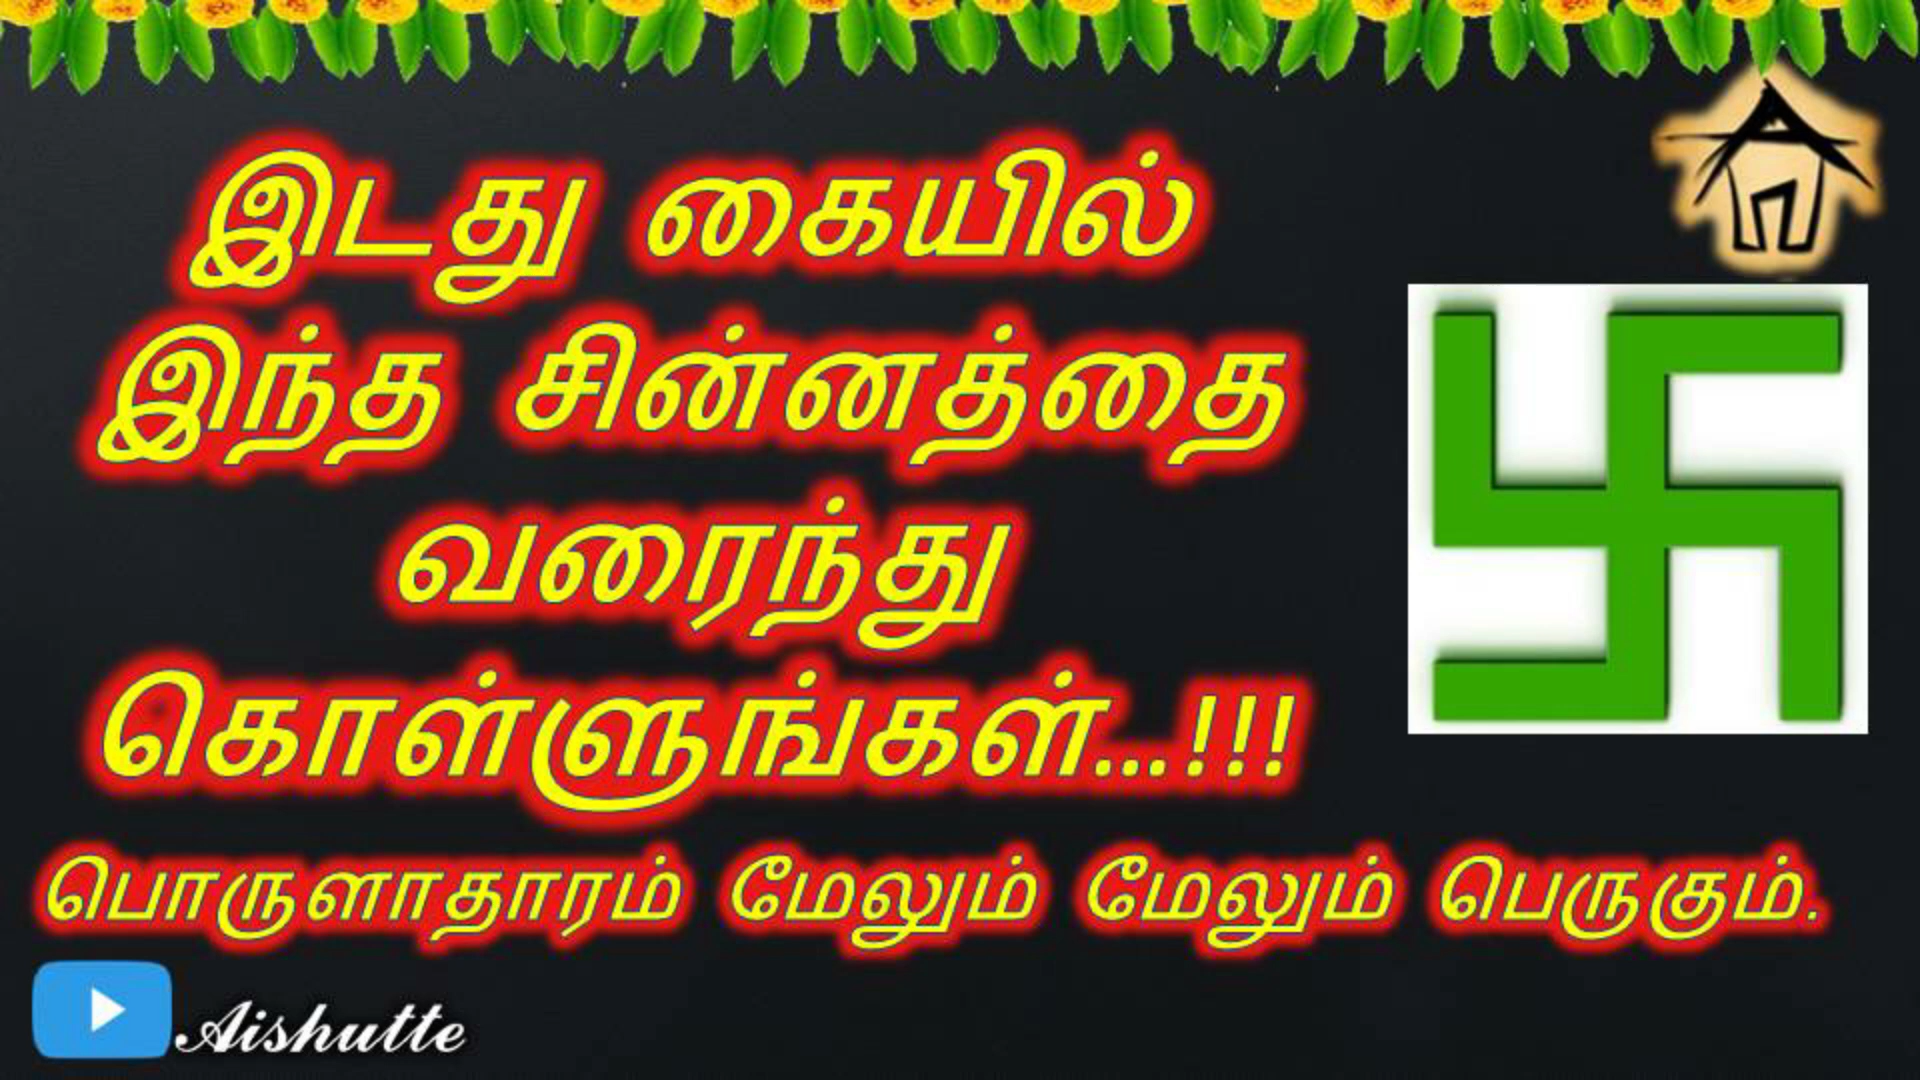 இடது கையில்
இந்த சின்னத்தை
வரைந்து
கொள்ளுங்கள்...!!!
பொருளாதாரம் மேலும் மேலும் பெருகும்.
Aishutte